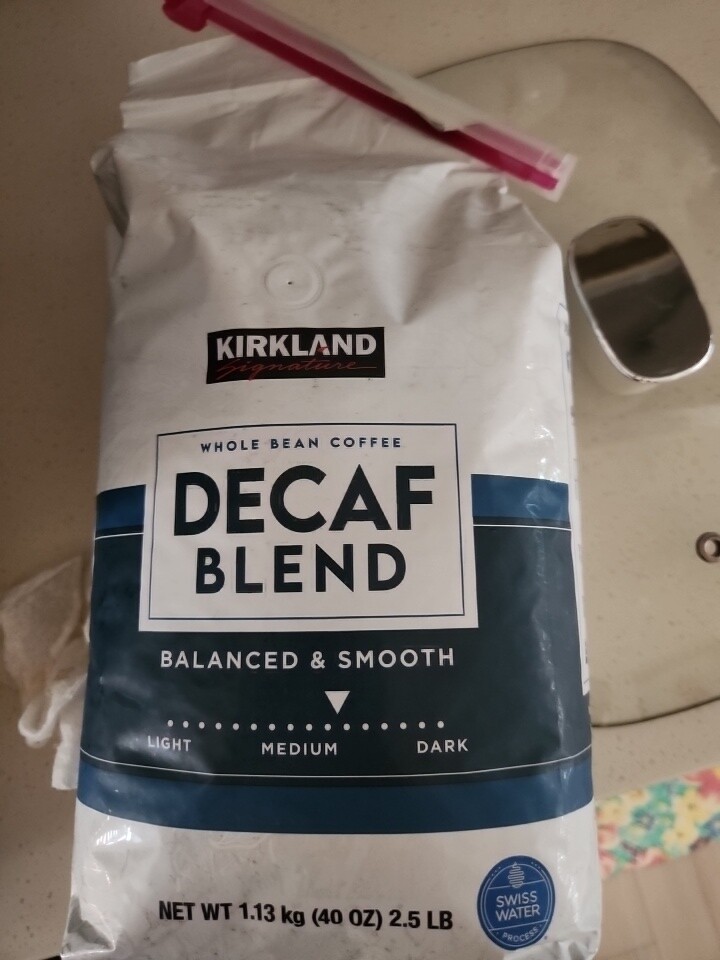 KIRKLAND
Signature
WHOLE BEAN COFFEE
DECAF
BLEND
BALANCED & SMOOTH
LIGHT MEDIUM DARK
NET WT 1.13 kg (40 OZ) 2.5 LB
SWISS
WATER
PROCESS